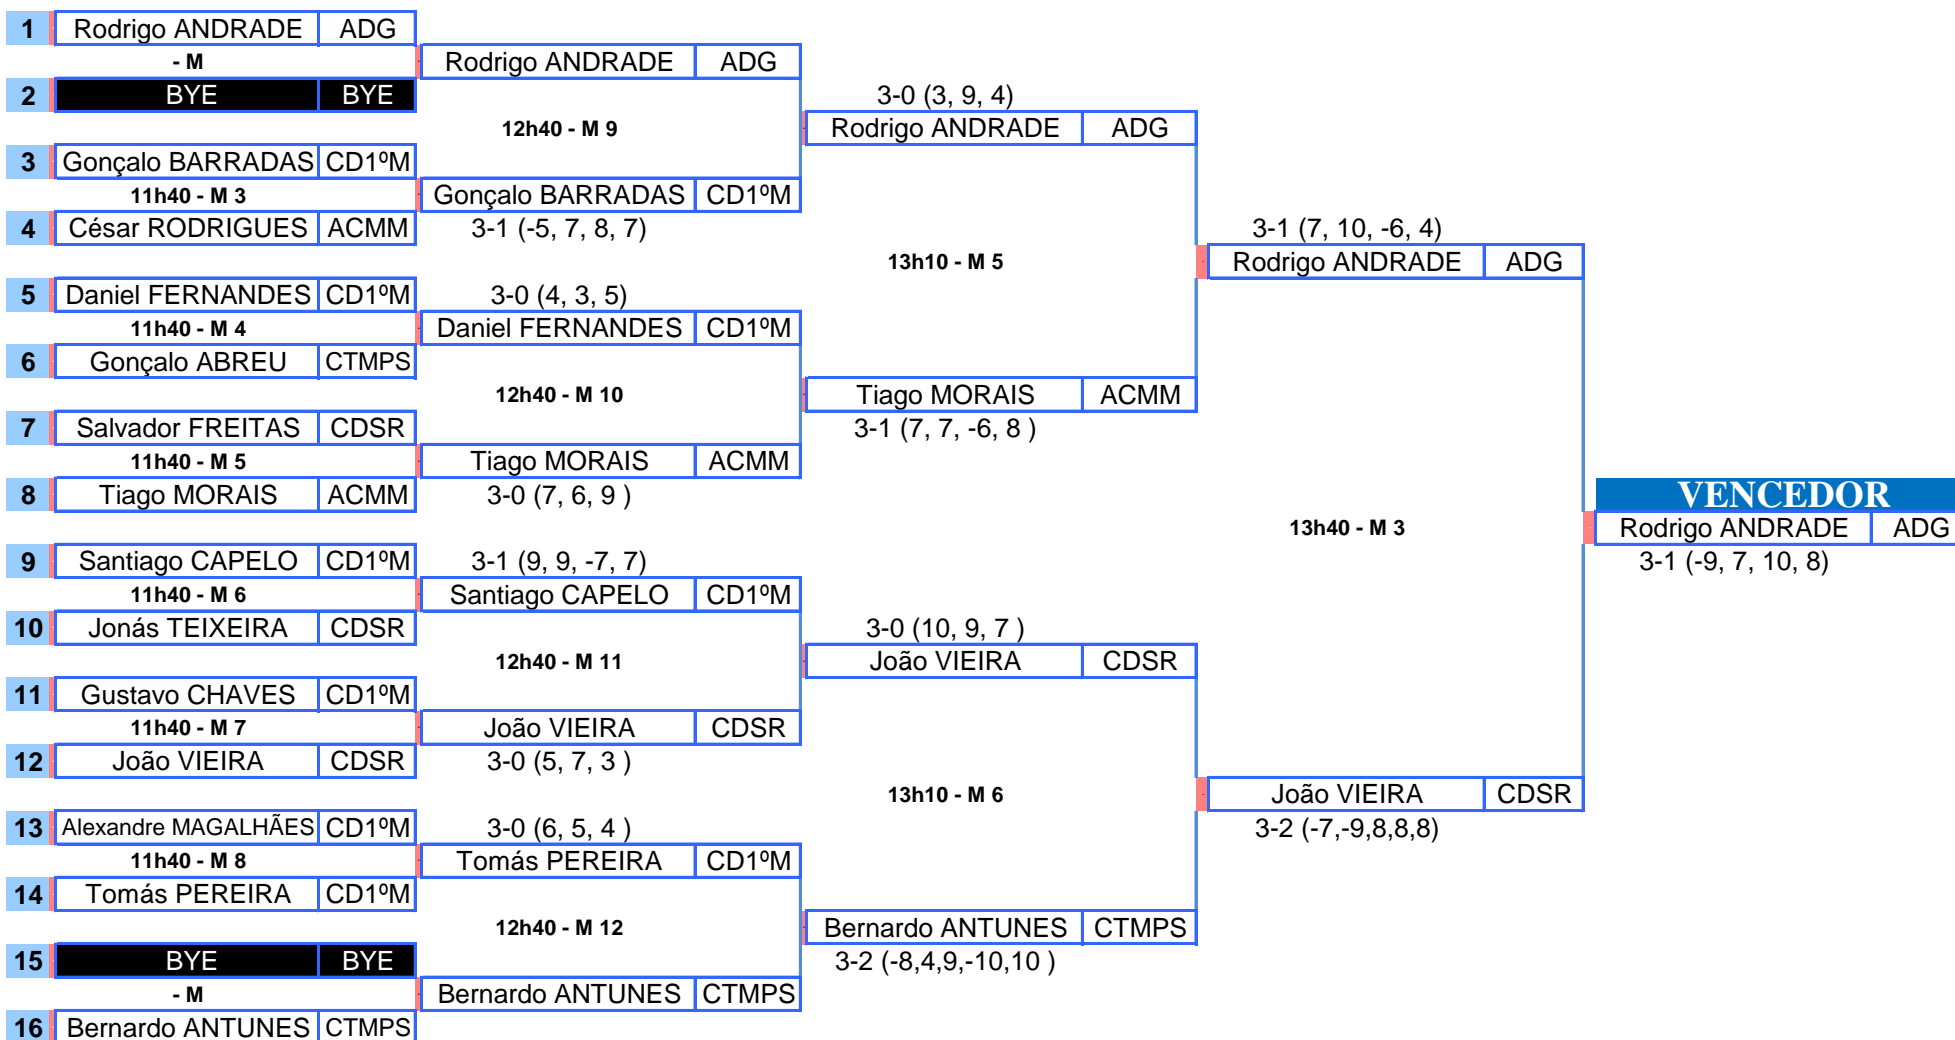 1 Rodrigo ANDRADE ADG
- M Rodrigo ANDRADE ADG
2 BYE BYE 3-0 (3, 9, 4)
12h40 - M 9 Rodrigo ANDRADE ADG
3 Gonçalo BARRADAS CD1ºM
11h40 - M 3 Gonçalo BARRADAS CD1ºM
4 César RODRIGUES ACMM 3-1 (-5, 7, 8, 7) 3-1 (7, 10, -6, 4)
13h10 - M 5 Rodrigo ANDRADE ADG
5 Daniel FERNANDES CD1ºM 3-0 (4, 3, 5)
11h40 - M 4 Daniel FERNANDES CD1ºM
6 Gonçalo ABREU CTMPS
12h40 - M 10 Tiago MORAIS ACMM
7 Salvador FREITAS CDSR 3-1 (7, 7, -6, 8 )
11h40 - M 5 Tiago MORAIS ACMM
8 Tiago MORAIS ACMM 3-0 (7, 6, 9 ) VENCEDOR
13h40 - M 3 Rodrigo ANDRADE ADG
9 Santiago CAPELO CD1ºM 3-1 (9, 9, -7, 7) 3-1 (-9, 7, 10, 8)
11h40 - M 6 Santiago CAPELO CD1ºM
10 Jonás TEIXEIRA CDSR 3-0 (10, 9, 7 )
12h40 - M 11 João VIEIRA CDSR
11 Gustavo CHAVES CD1ºM
11h40 - M 7 João VIEIRA CDSR
12 João VIEIRA CDSR 3-0 (5, 7, 3 )
13h10 - M 6 João VIEIRA CDSR
13 Alexandre MAGALHÃES CD1ºM 3-0 (6, 5, 4 ) 3-2 (-7,-9,8,8,8)
11h40 - M 8 Tomás PEREIRA CD1ºM
14 Tomás PEREIRA CD1ºM
12h40 - M 12 Bernardo ANTUNES CTMPS
15 BYE BYE 3-2 (-8,4,9,-10,10 )
- M Bernardo ANTUNES CTMPS
16 Bernardo ANTUNES CTMPS